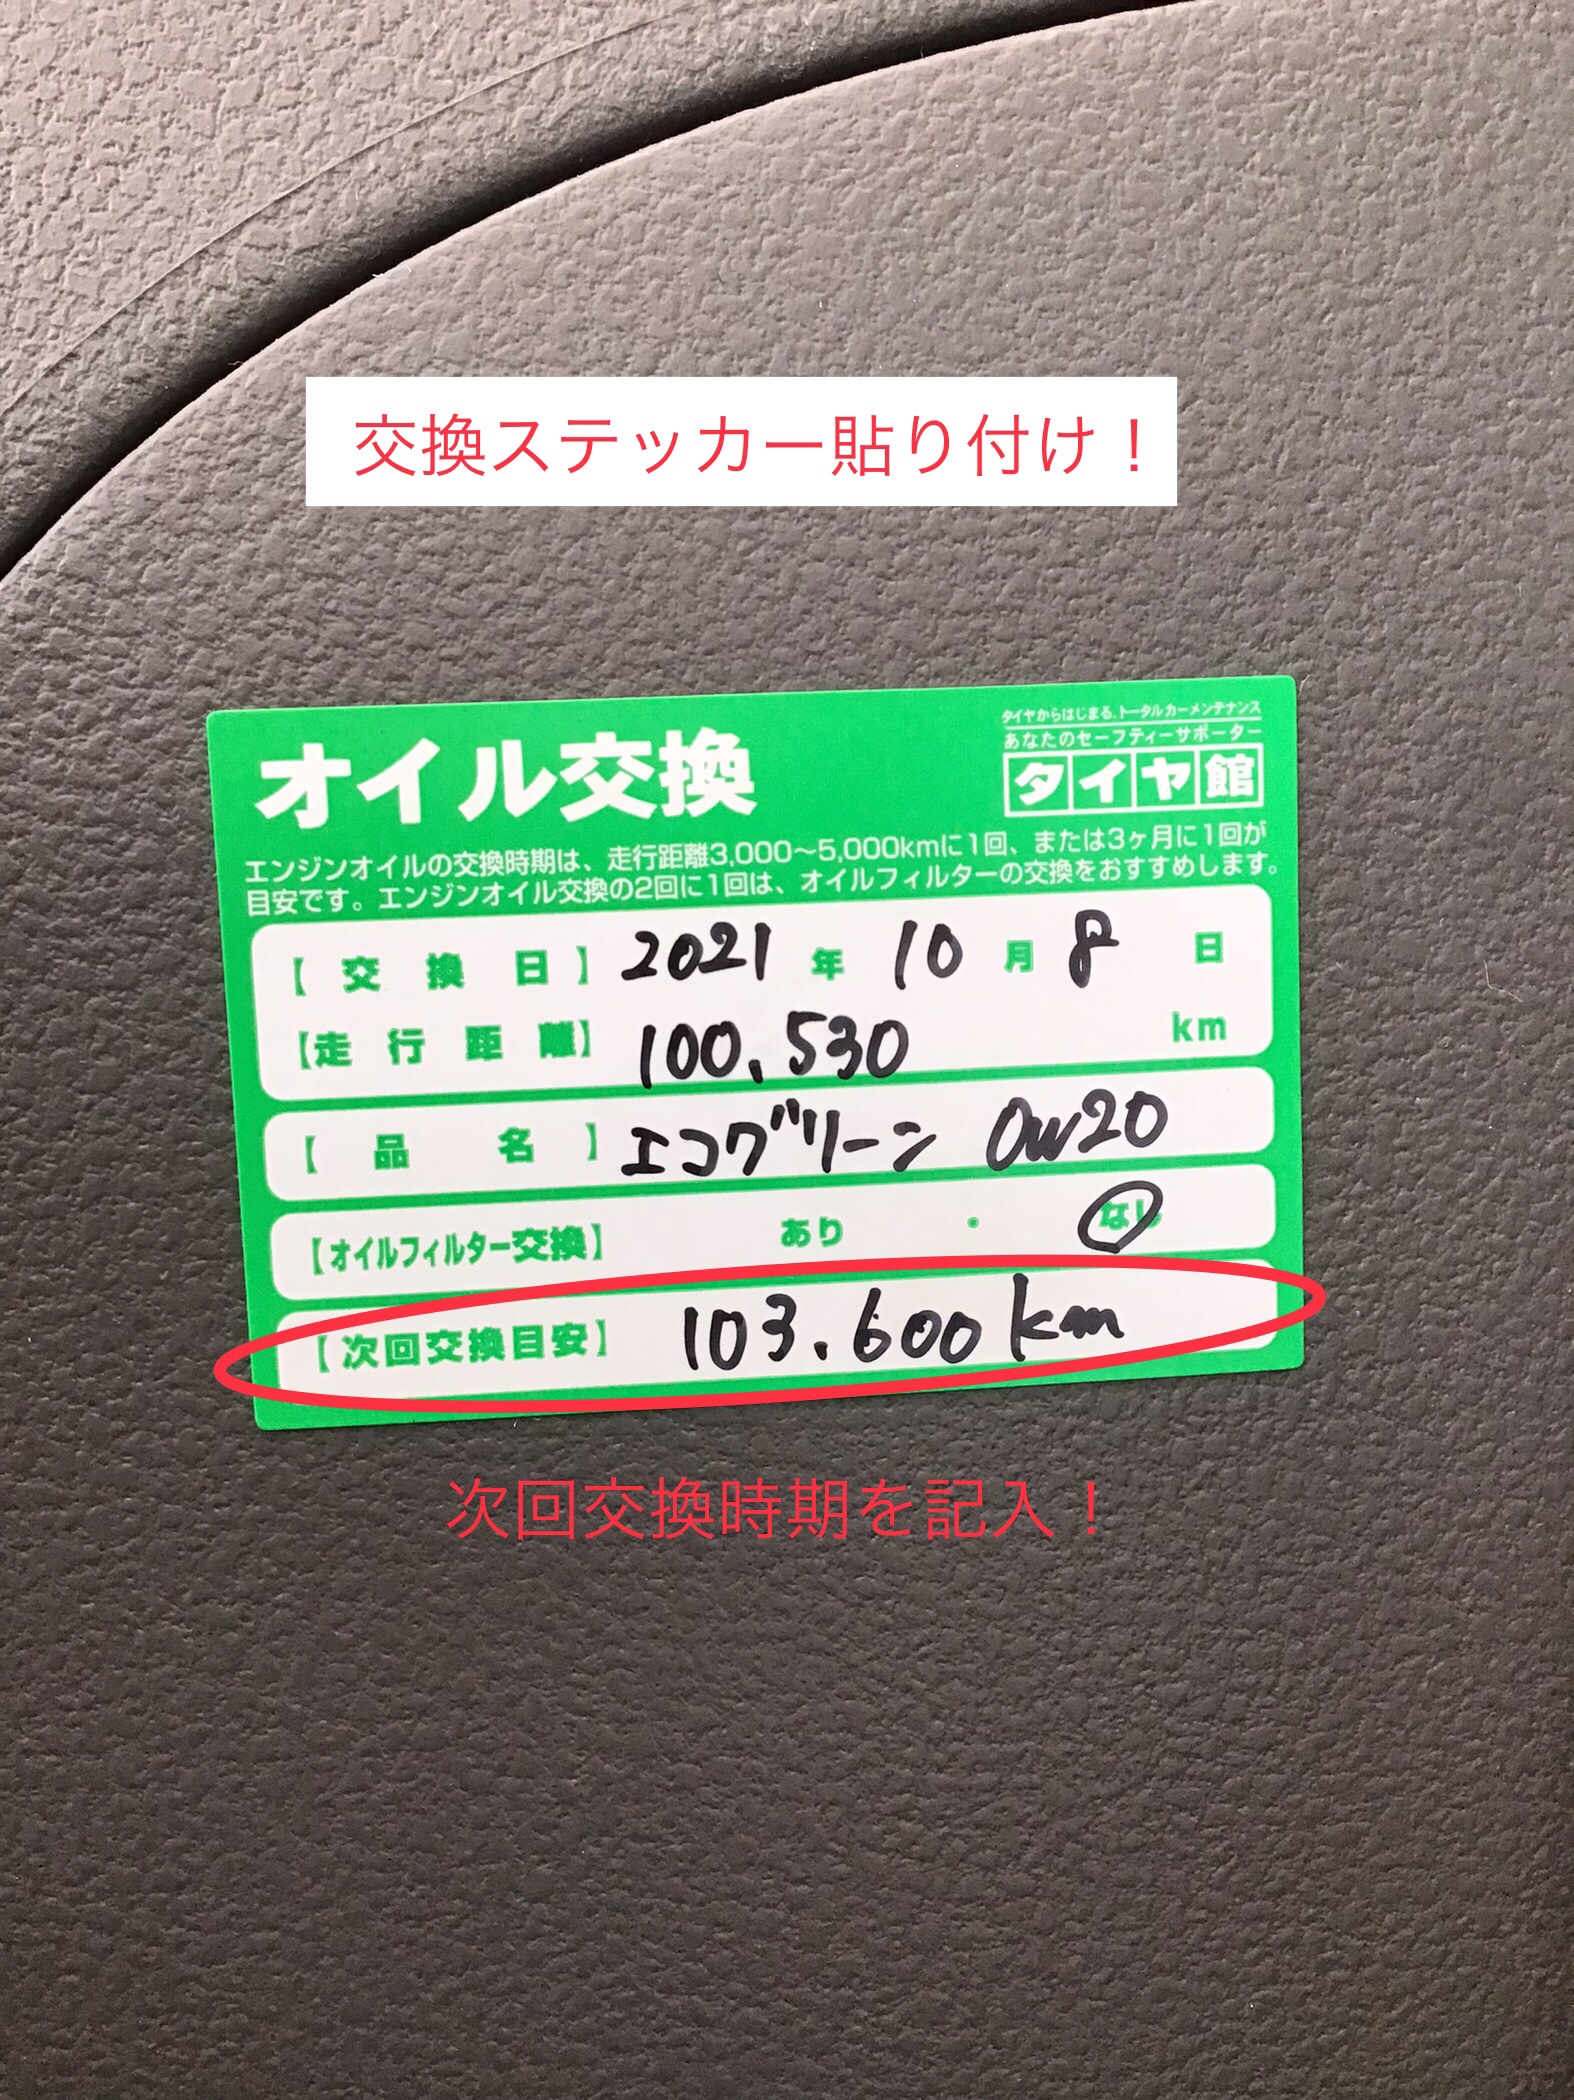 交換ステッカー貼り付け！
オイル交換
タイヤからはじまる、トータルカーメンテナンス
あなたのセーフティーサポーター
タイヤ館
エンジンオイルの交換時期は、走行距離3,000～5,000kmに1回、または3ヶ月に1回が
目安です。エンジンオイル交換の2回に1回は、オイルフィルターの交換をおすすめします。
【交換日】2021年10月8日
【走行距離】100.530 km
【品名】エコグリーン 0w20
【オイルフィルター交換】あり・なし
【次回交換目安】103.600km
次回交換時期を記入！